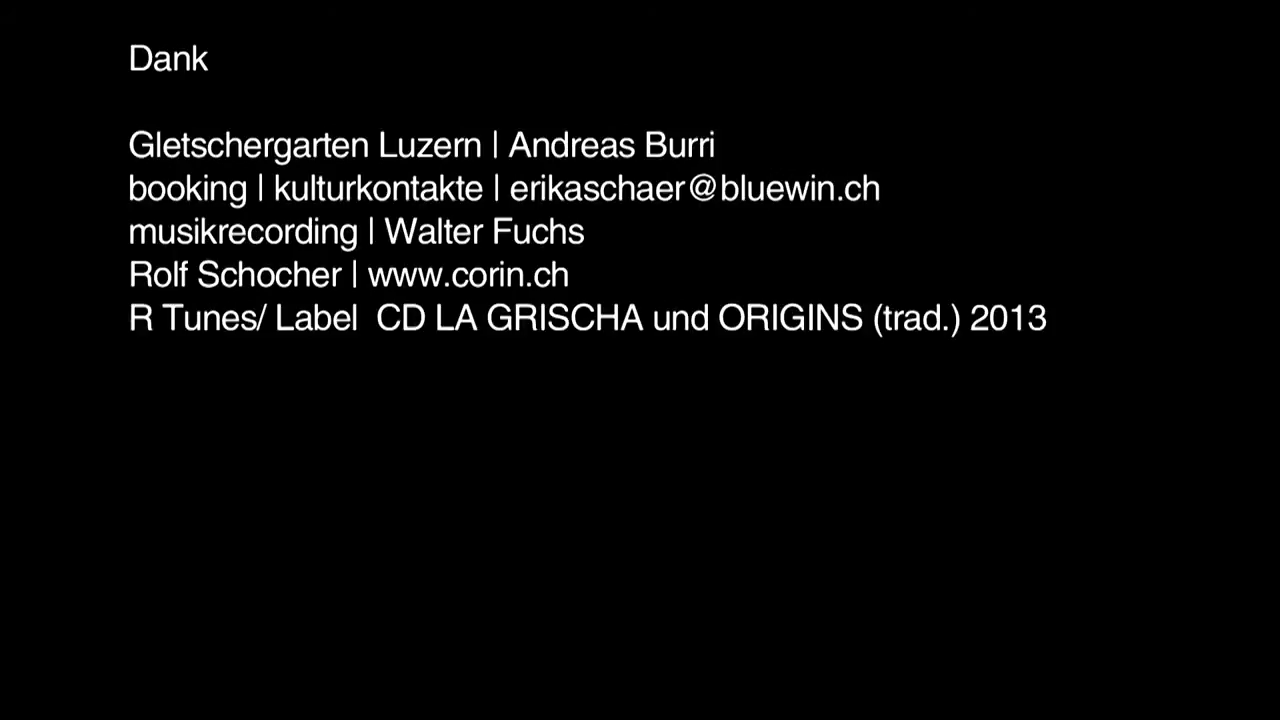 Dank
Gletschergarten Luzern | Andreas Burri
booking | kulturkontakte | erikaschaer@bluewin.ch
musikrecording | Walter Fuchs
Rolf Schocher | www.corin.ch
R Tunes/ Label  CD LA GRISCHA und ORIGINS (trad.) 2013